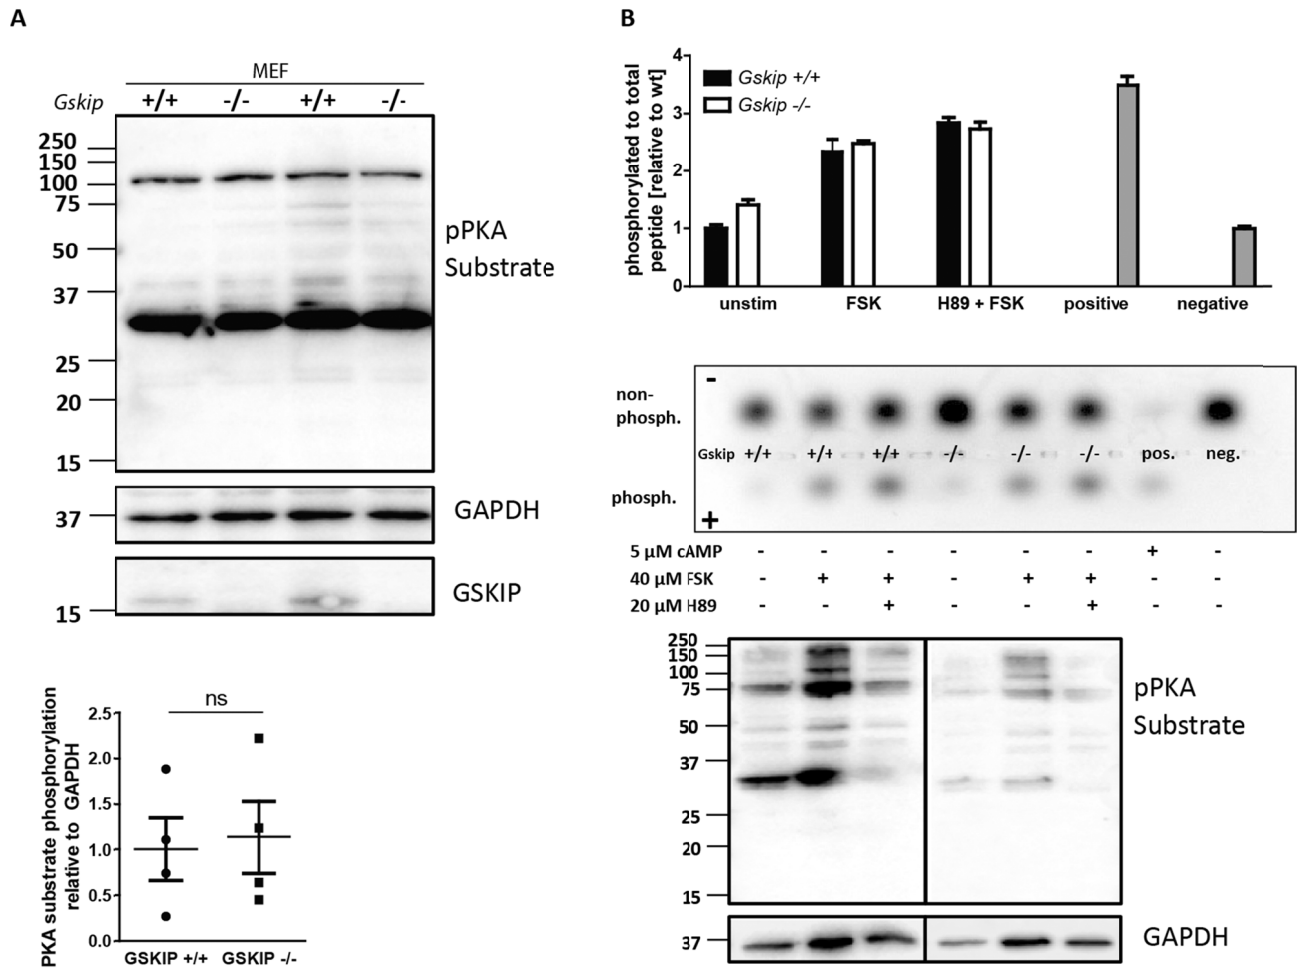 A
MEF
Gskip +/+ -/- +/+ -/-
250
150
100
75
50
37
25
20
15
pPKA
Substrate
37
GAPDH
15
GSKIP
ns
PKA substrate phosphorylation
relative to GAPDH
2.5
2.0
1.5
1.0
0.5
0.0
GSKIP +/+ GSKIP -/-
B
phosphorylated to total
peptide [relative to wt]
4
3
2
1
0
Gskip +/+
Gskip -/-
unstim FSK H89 + FSK positive negative
-
non-
phosph.
Gskip +/+ +/+ +/+ -/- -/- -/- pos. neg.
phosph.
+
5 µM cAMP - - - - - - + -
40 µM FSK - + + - + + - -
20 µM H89 - - + - - + - -
250
150
100
75
50
37
25
20
15
pPKA
Substrate
37
GAPDH